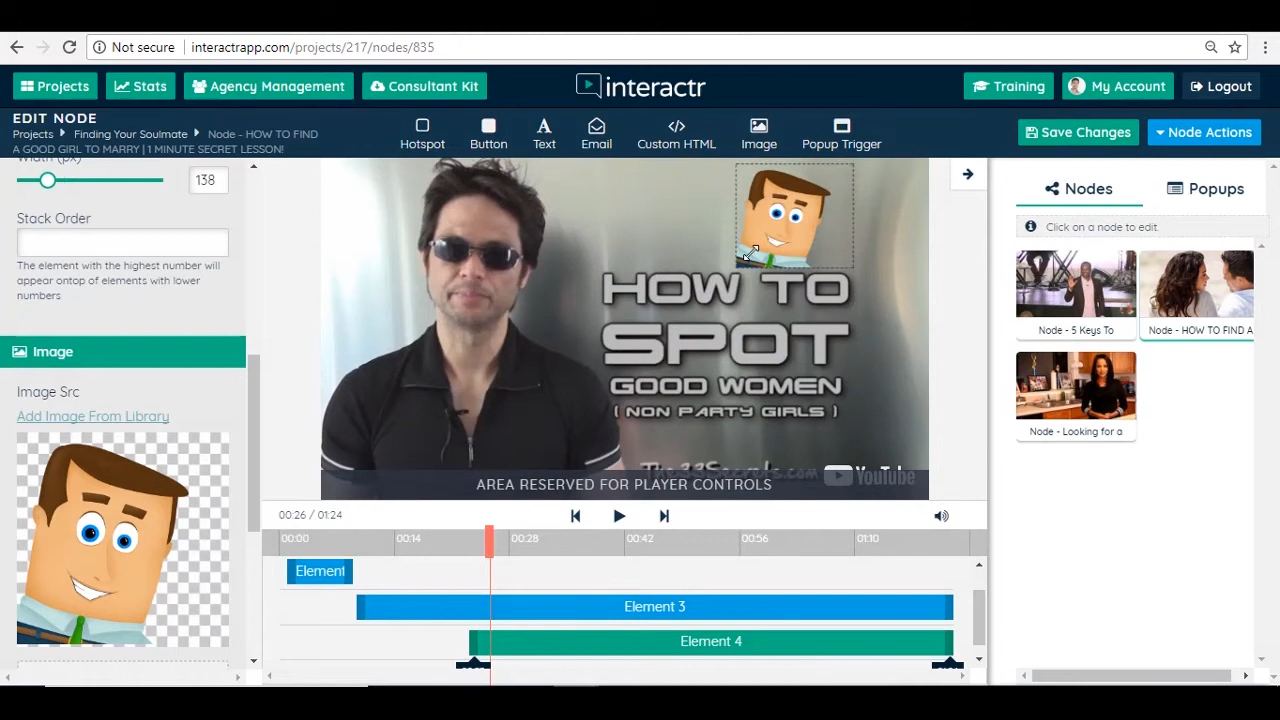 Not secure interactrapp.com/projects/217/nodes/835
Projects Stats Agency Management Consultant Kit interactr Training My Account Logout
EDIT NODE
Projects Finding Your Soulmate Node - HOW TO FIND
A GOOD GIRL TO MARRY | 1 MINUTE SECRET LESSON!
Hotspot Button Text Email Custom HTML Image Popup Trigger
Save Changes Node Actions
Width (px)
138
Stack Order
The element with the highest number will
appear ontop of elements with lower
numbers
Image
Image Src
Add Image From Library
HOW TO
SPOT
GOOD WOMEN
( NON PARTY GIRLS )
The33Secrets.com YouTube
AREA RESERVED FOR PLAYER CONTROLS
00:26 / 01:24
00:00 00:14 00:28 00:42 00:56 01:10
Element
Element 3
Element 4
Nodes Popups
Click on a node to edit.
Node - 5 Keys To Node - HOW TO FIND A
Node - Looking for a